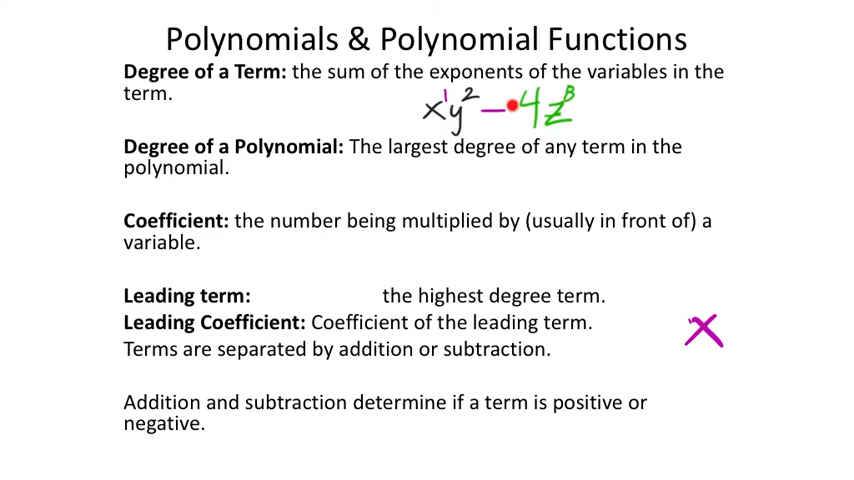 Polynomials & Polynomial Functions
Degree of a Term: the sum of the exponents of the variables in the
term.
x¹y² – 4z⁸
Degree of a Polynomial: The largest degree of any term in the
polynomial.
Coefficient: the number being multiplied by (usually in front of) a
variable.
Leading term: the highest degree term.
Leading Coefficient: Coefficient of the leading term.
x
Terms are separated by addition or subtraction.
Addition and subtraction determine if a term is positive or
negative.